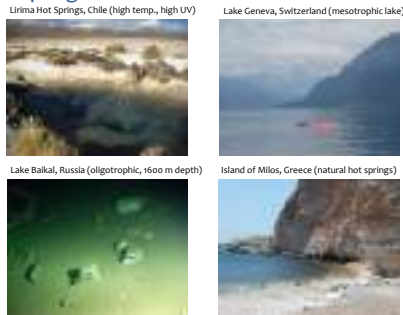 Lirima Hot Springs, Chile (high temp., high UV)
Lake Geneva, Switzerland (mesotrophic lake)
Lake Baikal, Russia (oligotrophic, 1600 m depth)
Island of Milos, Greece (natural hot springs)